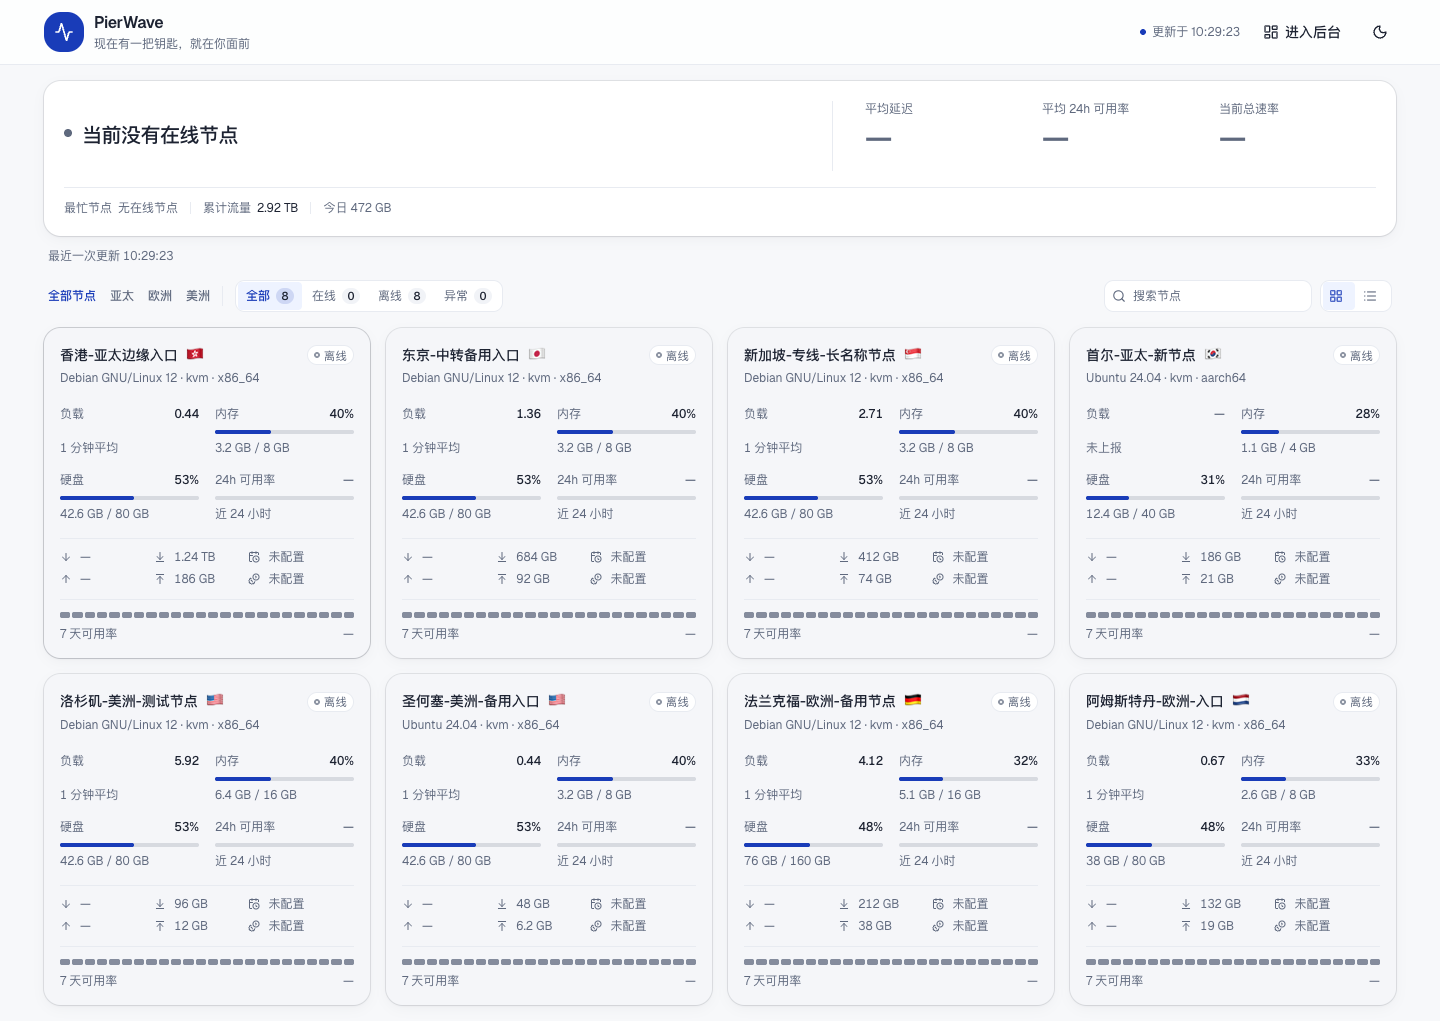 PierWave
现在有一把钥匙，就在你面前
更新于 10:29:23
进入后台
当前没有在线节点
平均延迟 平均 24h 可用率 当前总速率
— — —
最忙节点 无在线节点 累计流量 2.92 TB 今日 472 GB
最近一次更新 10:29:23
全部节点 亚太 欧洲 美洲 全部 8 在线 0 离线 8 异常 0 搜索节点
香港-亚太边缘入口 离线
Debian GNU/Linux 12 · kvm · x86_64
负载 0.44 内存 40%
1 分钟平均 3.2 GB / 8 GB
硬盘 53% 24h 可用率 —
42.6 GB / 80 GB 近 24 小时
— 1.24 TB 未配置
— 186 GB 未配置
7 天可用率 —
东京-中转备用入口 离线
Debian GNU/Linux 12 · kvm · x86_64
负载 1.36 内存 40%
1 分钟平均 3.2 GB / 8 GB
硬盘 53% 24h 可用率 —
42.6 GB / 80 GB 近 24 小时
— 684 GB 未配置
— 92 GB 未配置
7 天可用率 —
新加坡-专线-长名称节点 离线
Debian GNU/Linux 12 · kvm · x86_64
负载 2.71 内存 40%
1 分钟平均 3.2 GB / 8 GB
硬盘 53% 24h 可用率 —
42.6 GB / 80 GB 近 24 小时
— 412 GB 未配置
— 74 GB 未配置
7 天可用率 —
首尔-亚太-新节点 离线
Ubuntu 24.04 · kvm · aarch64
负载 — 内存 28%
未上报 1.1 GB / 4 GB
硬盘 31% 24h 可用率 —
12.4 GB / 40 GB 近 24 小时
— 186 GB 未配置
— 21 GB 未配置
7 天可用率 —
洛杉矶-美洲-测试节点 离线
Debian GNU/Linux 12 · kvm · x86_64
负载 5.92 内存 40%
1 分钟平均 6.4 GB / 16 GB
硬盘 53% 24h 可用率 —
42.6 GB / 80 GB 近 24 小时
— 96 GB 未配置
— 12 GB 未配置
7 天可用率 —
圣何塞-美洲-备用入口 离线
Ubuntu 24.04 · kvm · x86_64
负载 0.44 内存 40%
1 分钟平均 3.2 GB / 8 GB
硬盘 53% 24h 可用率 —
42.6 GB / 80 GB 近 24 小时
— 48 GB 未配置
— 6.2 GB 未配置
7 天可用率 —
法兰克福-欧洲-备用节点 离线
Debian GNU/Linux 12 · kvm · x86_64
负载 4.12 内存 32%
1 分钟平均 5.1 GB / 16 GB
硬盘 48% 24h 可用率 —
76 GB / 160 GB 近 24 小时
— 212 GB 未配置
— 38 GB 未配置
7 天可用率 —
阿姆斯特丹-欧洲-入口 离线
Debian GNU/Linux 12 · kvm · x86_64
负载 0.67 内存 33%
1 分钟平均 2.6 GB / 8 GB
硬盘 48% 24h 可用率 —
38 GB / 80 GB 近 24 小时
— 132 GB 未配置
— 19 GB 未配置
7 天可用率 —